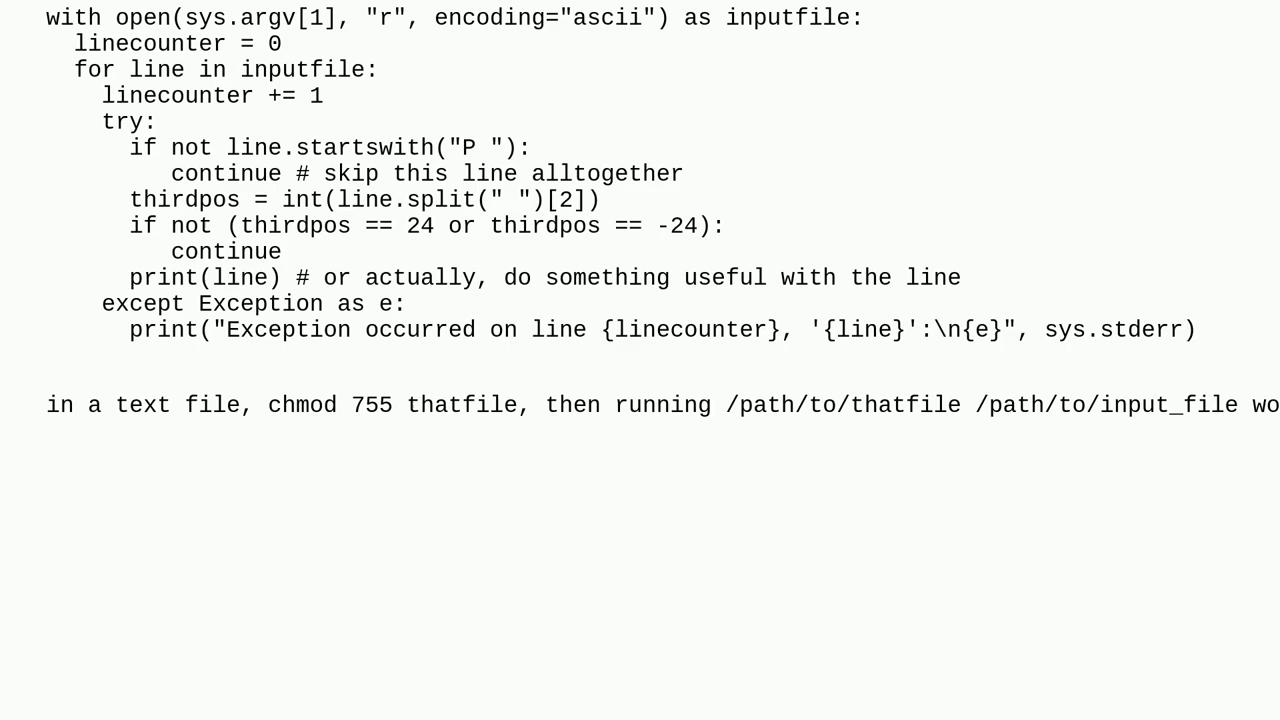 with open(sys.argv[1], "r", encoding="ascii") as inputfile:
  linecounter = 0
  for line in inputfile:
    linecounter += 1
    try:
      if not line.startswith("P "):
         continue # skip this line alltogether
      thirdpos = int(line.split(" ")[2])
      if not (thirdpos == 24 or thirdpos == -24):
         continue
      print(line) # or actually, do something useful with the line
    except Exception as e:
      print("Exception occurred on line {linecounter}, '{line}':\n{e}", sys.stderr)
in a text file, chmod 755 thatfile, then running /path/to/thatfile /path/to/input_file